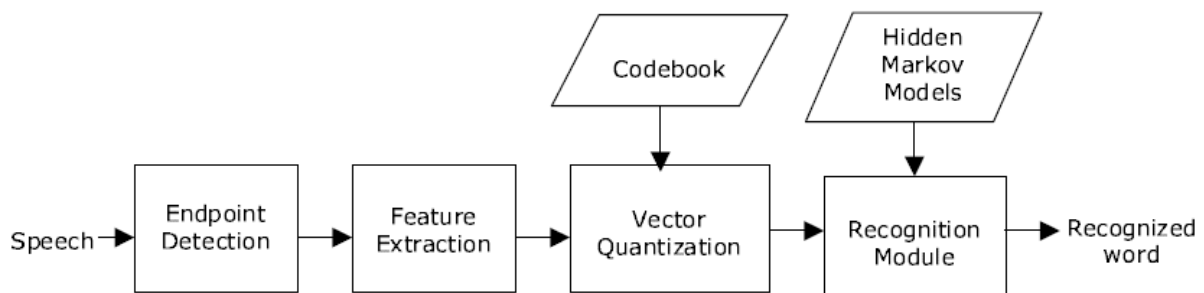 Codebook
Hidden
Markov
Models
Speech
Endpoint
Detection
Feature
Extraction
Vector
Quantization
Recognition
Module
Recognized
word